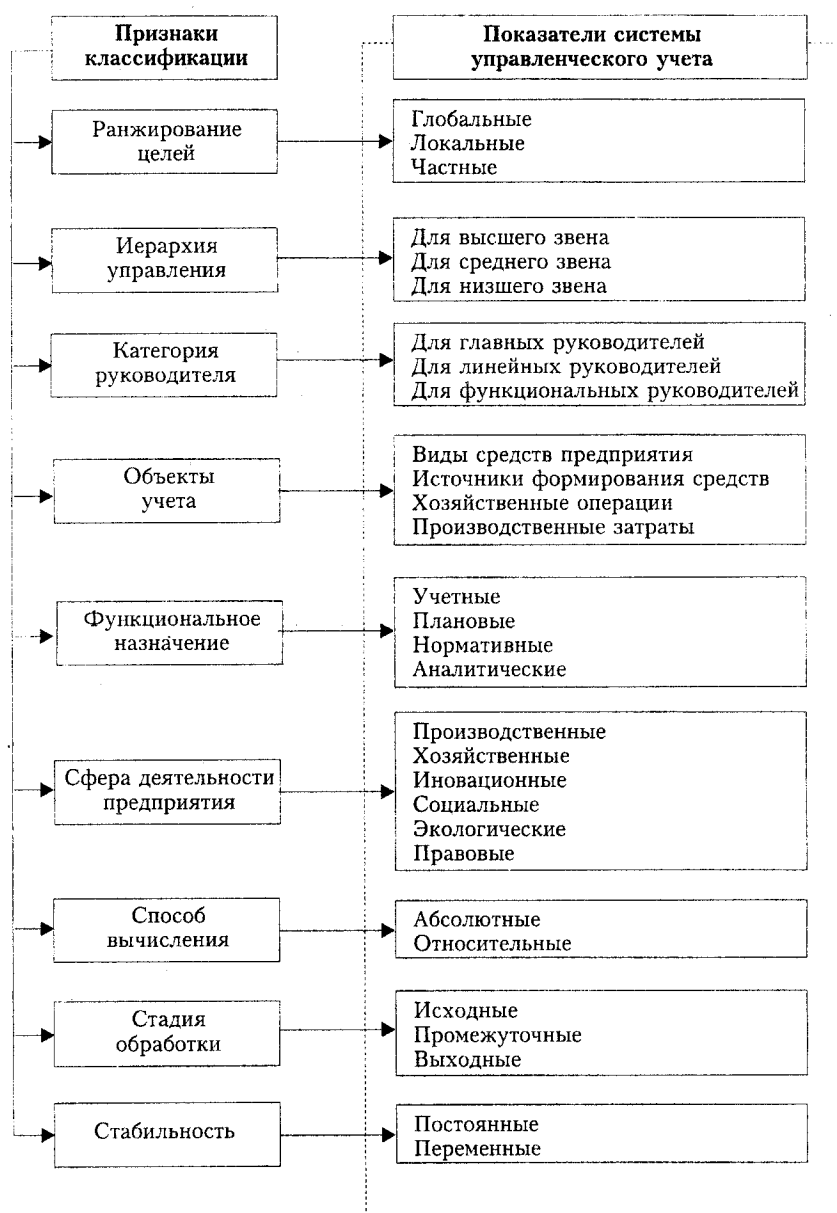 Признаки
классификации
Показатели системы
управленческого учета
Ранжирование
целей
Глобальные
Локальные
Частные
Иерархия
управления
Для высшего звена
Для среднего звена
Для низшего звена
Категория
руководителя
Для главных руководителей
Для линейных руководителей
Для функциональных руководителей
Объекты
учета
Виды средств предприятия
Источники формирования средств
Хозяйственные операции
Производственные затраты
Функциональное
назначение
Учетные
Плановые
Нормативные
Аналитические
Сфера деятельности
предприятия
Производственные
Хозяйственные
Иновационные
Социальные
Экологические
Правовые
Способ
вычисления
Абсолютные
Относительные
Стадия
обработки
Исходные
Промежуточные
Выходные
Стабильность
Постоянные
Переменные